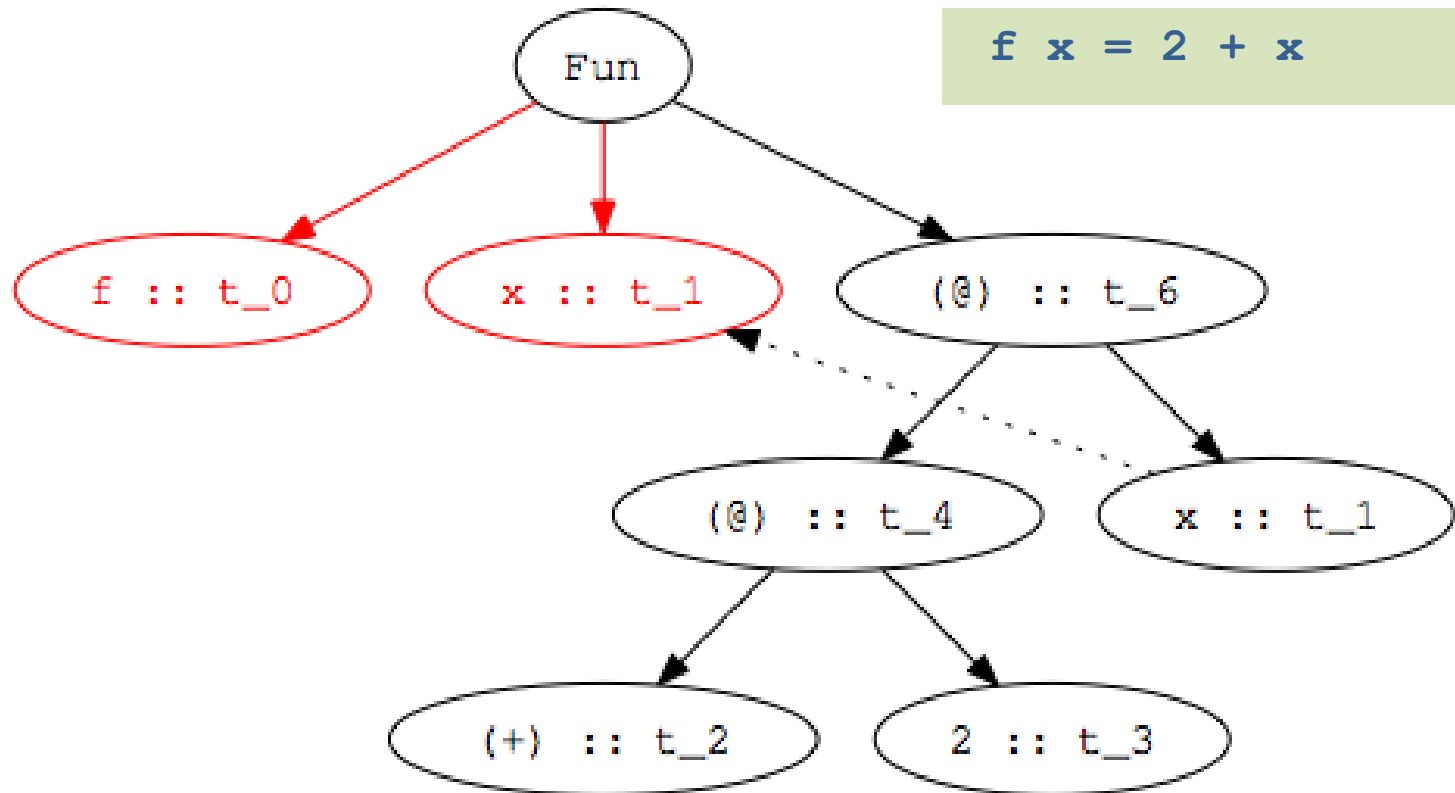 f x = 2 + x
Fun
f :: t_0
x :: t_1
(@) :: t_6
(@) :: t_4
x :: t_1
(+) :: t_2
2 :: t_3